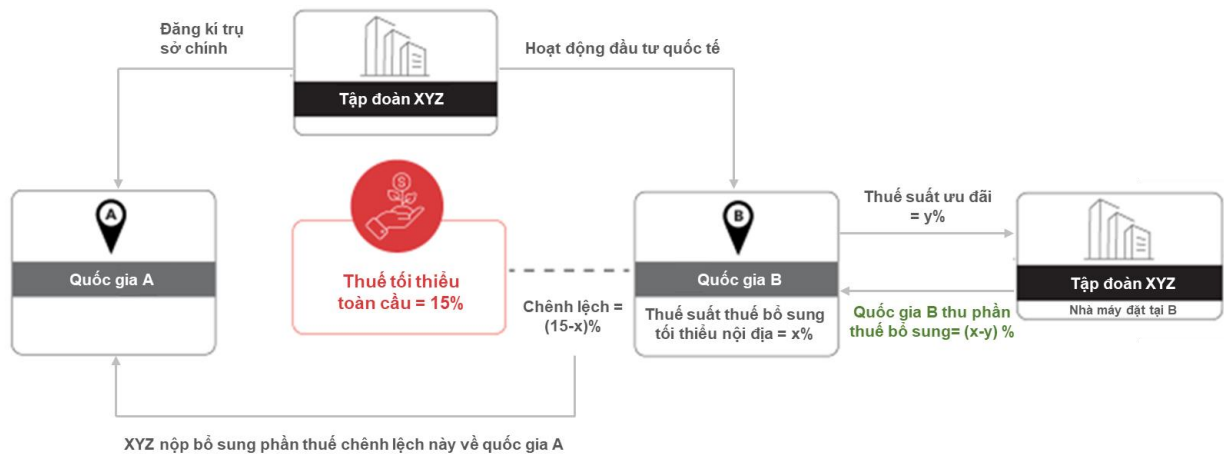 Đăng kí trụ
sở chính
Tập đoàn XYZ
Hoạt động đầu tư quốc tế
A
Quốc gia A
S
Thuế tối thiểu
toàn cầu = 15%
Chênh lệch =
(15-x)%
B
Quốc gia B
Thuế suất thuế bổ sung
tối thiểu nội địa = x%
Thuế suất ưu đãi
= y%
Quốc gia B thu phần
thuế bổ sung= (x-y) %
Tập đoàn XYZ
Nhà máy đặt tại B
XYZ nộp bổ sung phần thuế chênh lệch này về quốc gia A